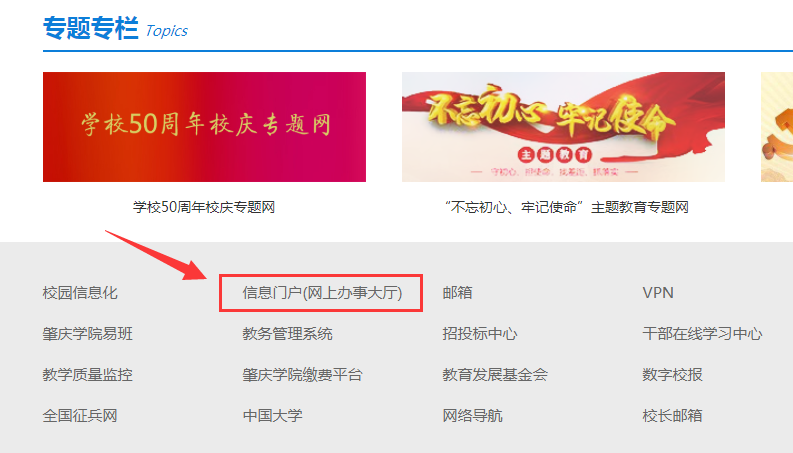 专题专栏 Topics
学校50周年校庆专题网
不忘初心 牢记使命
主题教育
守初心、担使命、找差距、抓落实
学校50周年校庆专题网
“不忘初心、牢记使命”主题教育专题网
校园信息化
信息门户(网上办事大厅)
邮箱
VPN
肇庆学院易班
教务管理系统
招投标中心
干部在线学习中心
教学质量监控
肇庆学院缴费平台
教育发展基金会
数字校报
全国征兵网
中国大学
网络导航
校长邮箱